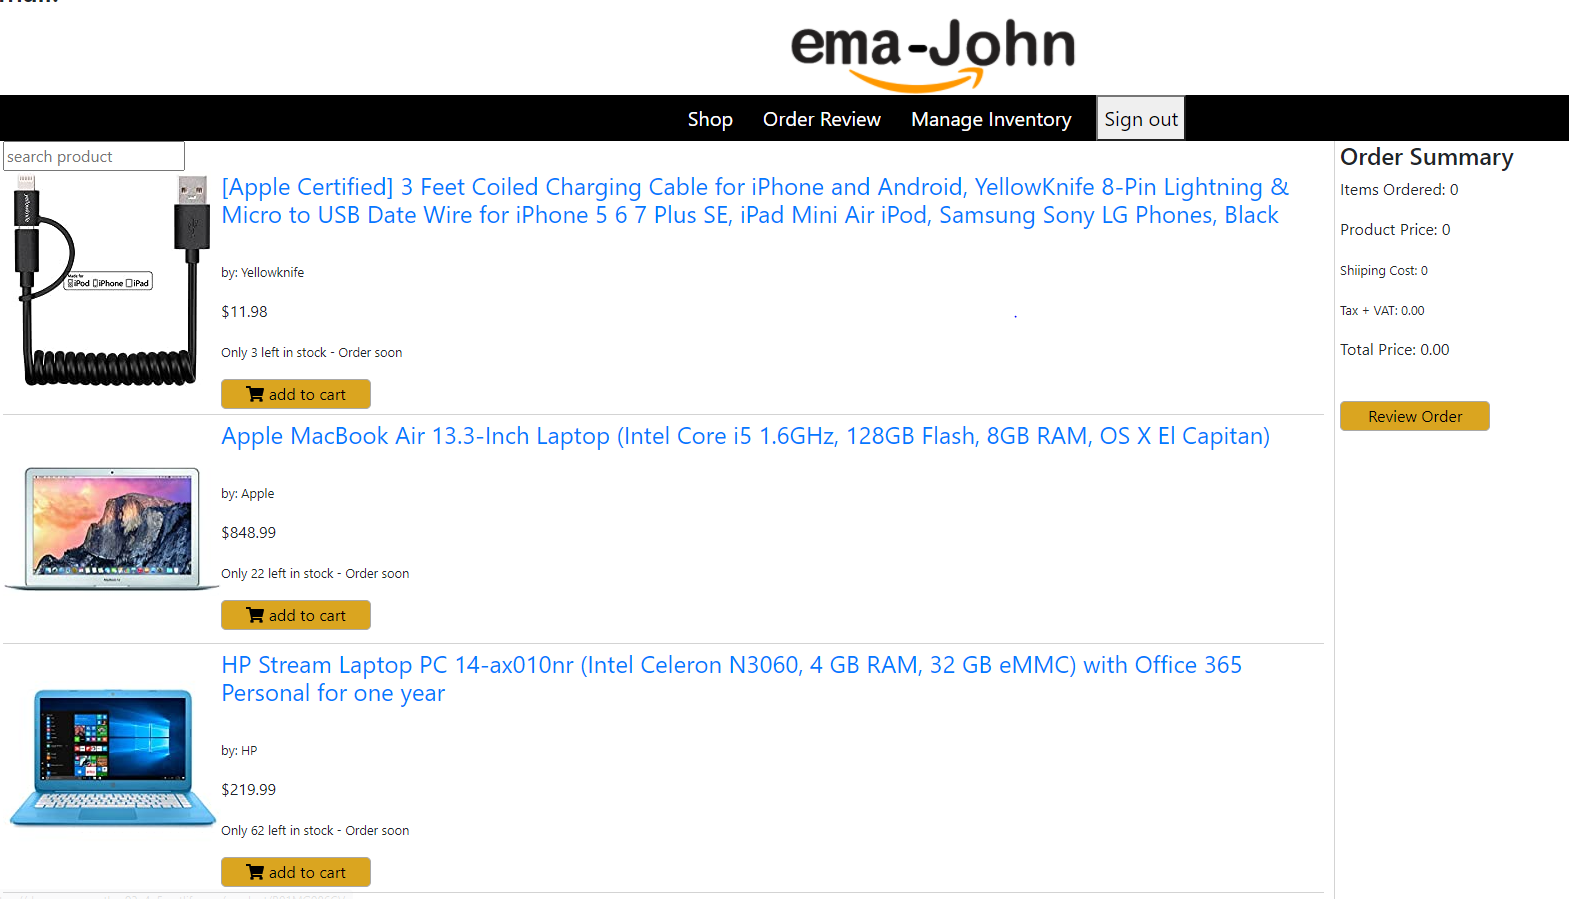 ema-John
Shop Order Review Manage Inventory Sign out
search product
[Apple Certified] 3 Feet Coiled Charging Cable for iPhone and Android, YellowKnife 8-Pin Lightning &
Micro to USB Date Wire for iPhone 5 6 7 Plus SE, iPad Mini Air iPod, Samsung Sony LG Phones, Black
Made for
iPod iPhone iPad
by: Yellowknife
$11.98
Only 3 left in stock - Order soon
add to cart
Apple MacBook Air 13.3-Inch Laptop (Intel Core i5 1.6GHz, 128GB Flash, 8GB RAM, OS X El Capitan)
by: Apple
$848.99
Only 22 left in stock - Order soon
add to cart
HP Stream Laptop PC 14-ax010nr (Intel Celeron N3060, 4 GB RAM, 32 GB eMMC) with Office 365
Personal for one year
by: HP
$219.99
Only 62 left in stock - Order soon
add to cart
Order Summary
Items Ordered: 0
Product Price: 0
Shiiping Cost: 0
Tax + VAT: 0.00
Total Price: 0.00
Review Order